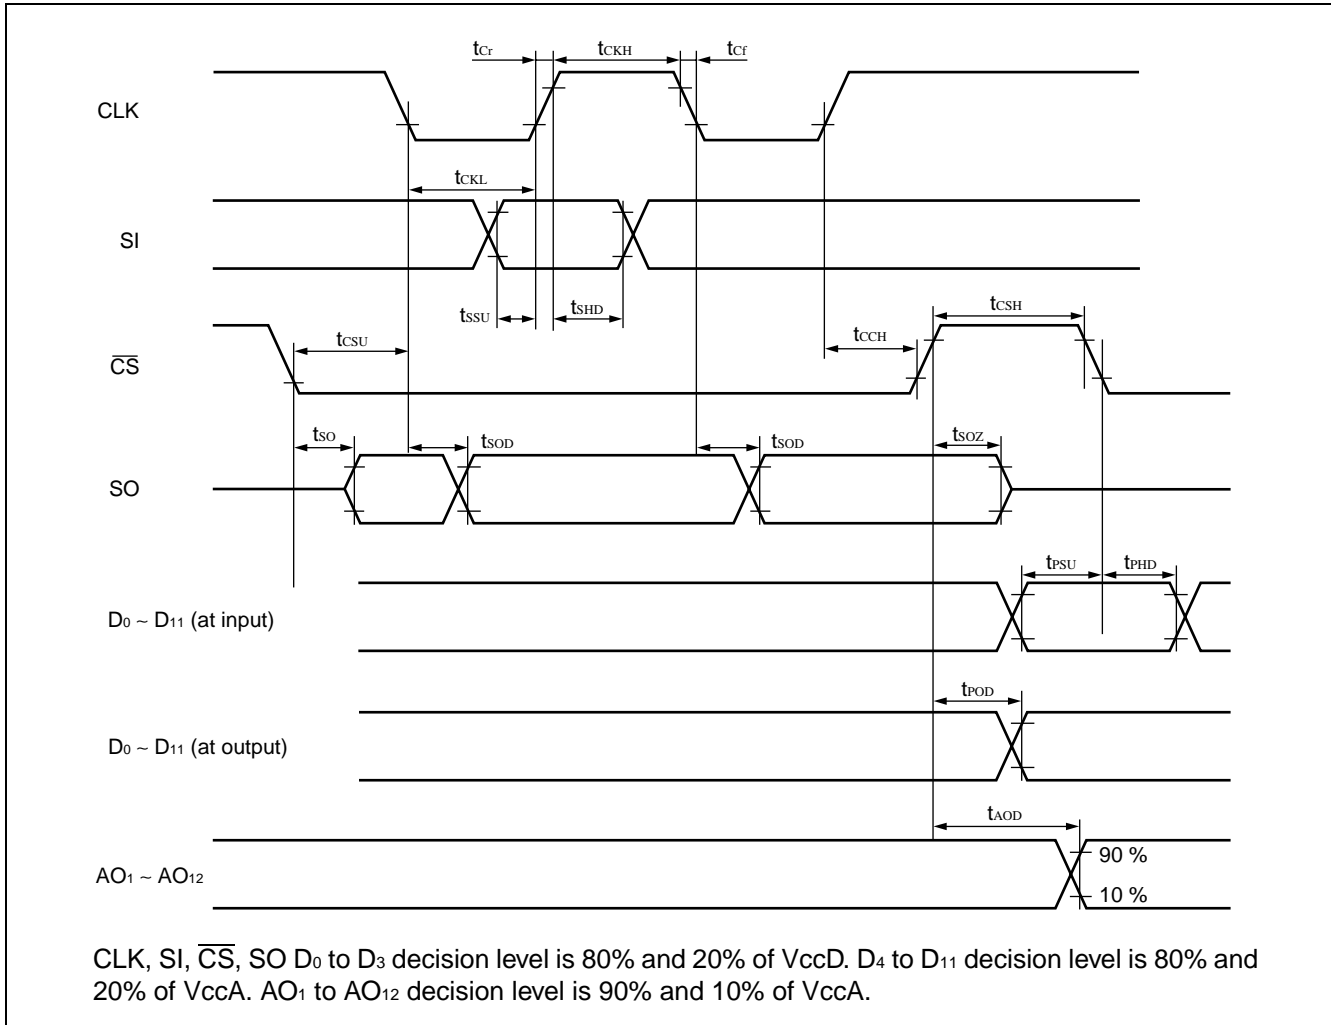 tCr tCKH tCf
CLK
tCKL
SI
tSSU tSHD tCSH
tCSU tCCH
CS
tSO tSOD tSOD tSOZ
SO
tPSU tPHD
D0 ~ D11 (at input)
tPOD
D0 ~ D11 (at output)
tAOD
90 %
AO1 ~ AO12
10 %
CLK, SI, CS, SO D0 to D3 decision level is 80% and 20% of VccD. D4 to D11 decision level is 80% and
20% of VccA. AO1 to AO12 decision level is 90% and 10% of VccA.